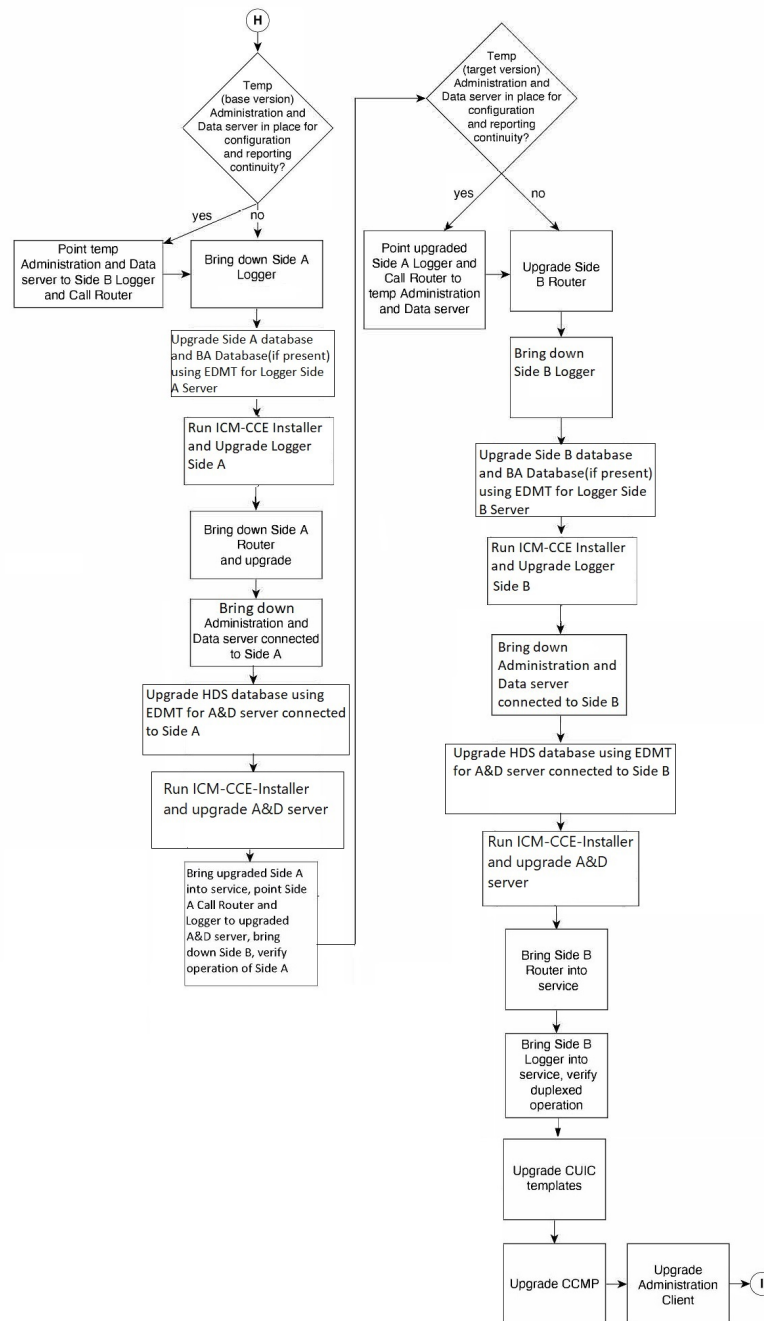 H
Temp
(base version)
Administration and
Data server in place for
configuration
and reporting
continuity?
yes
no
Point temp
Administration and Data
server to Side B Logger
and Call Router
Bring down Side A
Logger
Upgrade Side A database
and BA Database(if present)
using EDMT for Logger Side
A Server
Run ICM-CCE Installer
and Upgrade Logger
Side A
Bring down Side A
Router
and upgrade
Bring down
Administration and
Data server connected
to Side A
Upgrade HDS database using
EDMT for A&D server connected
to Side A
Run ICM-CCE-Installer
and upgrade A&D server
Bring upgraded Side A
into service, point Side
A Call Router and
Logger to upgraded
A&D server, bring
down Side B, verify
operation of Side A
Temp
(target version)
Administration and
Data server in place for
configuration
and reporting
continuity?
yes
no
Point upgraded
Side A Logger and
Call Router to
temp Administration
and Data server
Upgrade Side
B Router
Bring down
Side B Logger
Upgrade Side B database
and BA Database(if present)
using EDMT for Logger Side
B Server
Run ICM-CCE Installer
and Upgrade Logger
Side B
Bring down
Administration and
Data server
connected to Side B
Upgrade HDS database using EDMT
for A&D server connected to Side B
Run ICM-CCE-Installer
and upgrade A&D
server
Bring Side B
Router into
service
Bring Side B
Logger into
service, verify
duplexed
operation
Upgrade CUIC
templates
Upgrade CCMP
Upgrade
Administration
Client
I